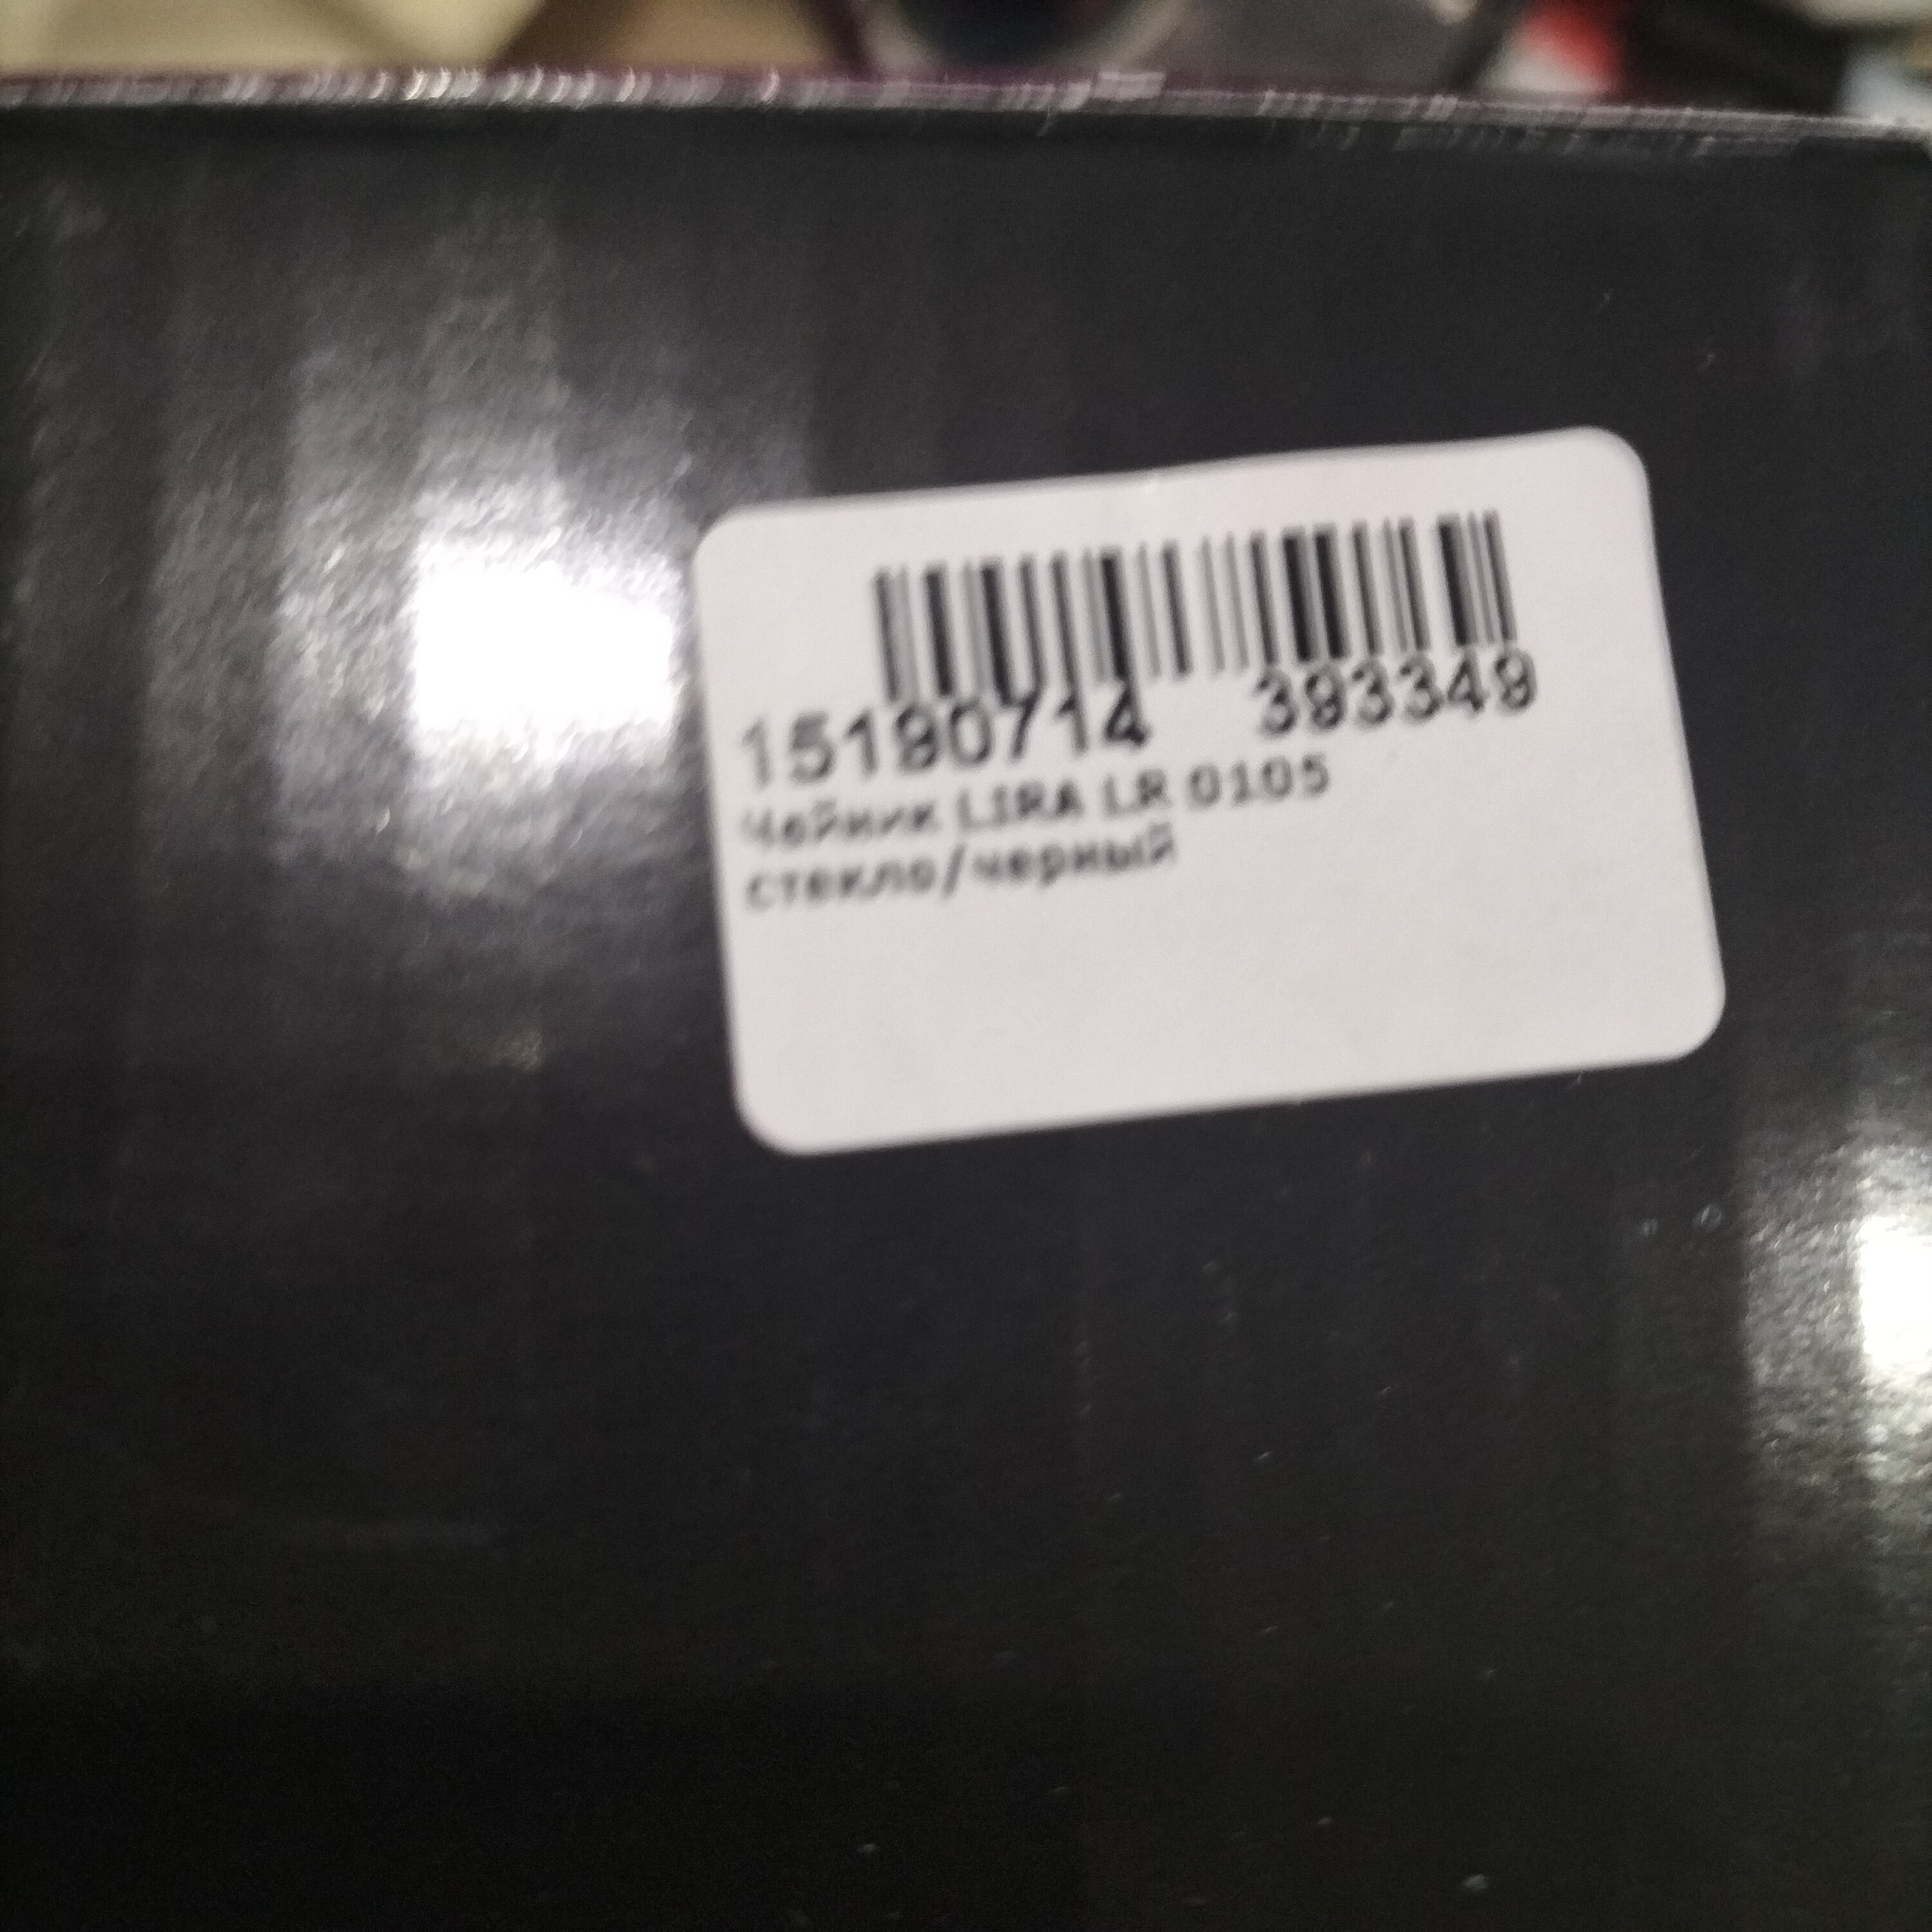 15190714 393349
Чайник LIRA LR 0105
стекло/черный